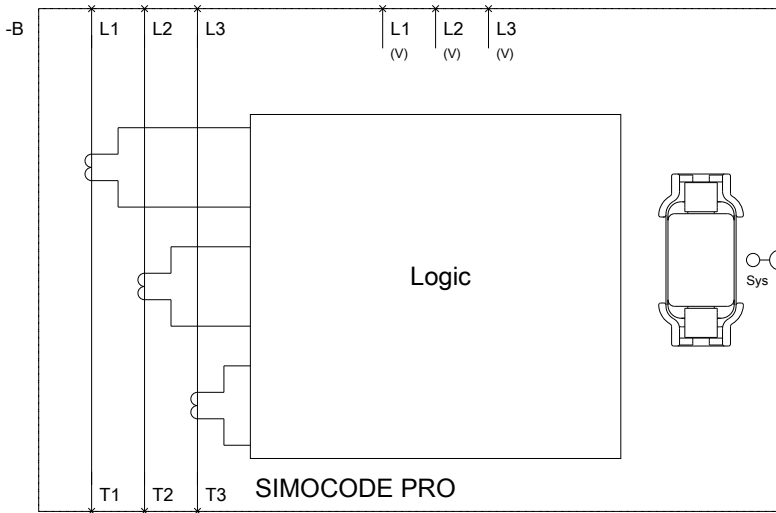 -B L1 L2 L3 L1 L2 L3
(V) (V) (V)
Logic
Sys
T1 T2 T3 SIMOCODE PRO